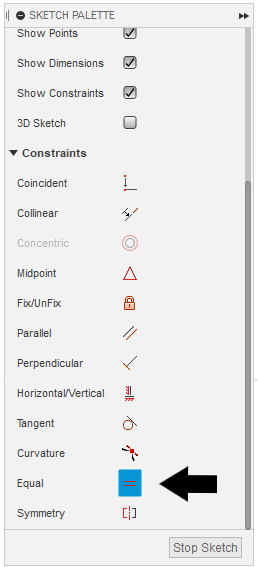 SKETCH PALETTE
Show Points
Show Dimensions
Show Constraints
3D Sketch
Constraints
Coincident
Collinear
Concentric
Midpoint
Fix/UnFix
Parallel
Perpendicular
Horizontal/Vertical
Tangent
Curvature
Equal
Symmetry
Stop Sketch